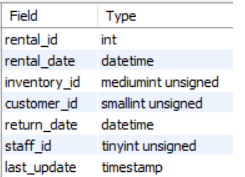 Field Type
rental_id int
rental_date datetime
inventory_id mediumint unsigned
customer_id smallint unsigned
return_date datetime
staff_id tinyint unsigned
last_update timestamp